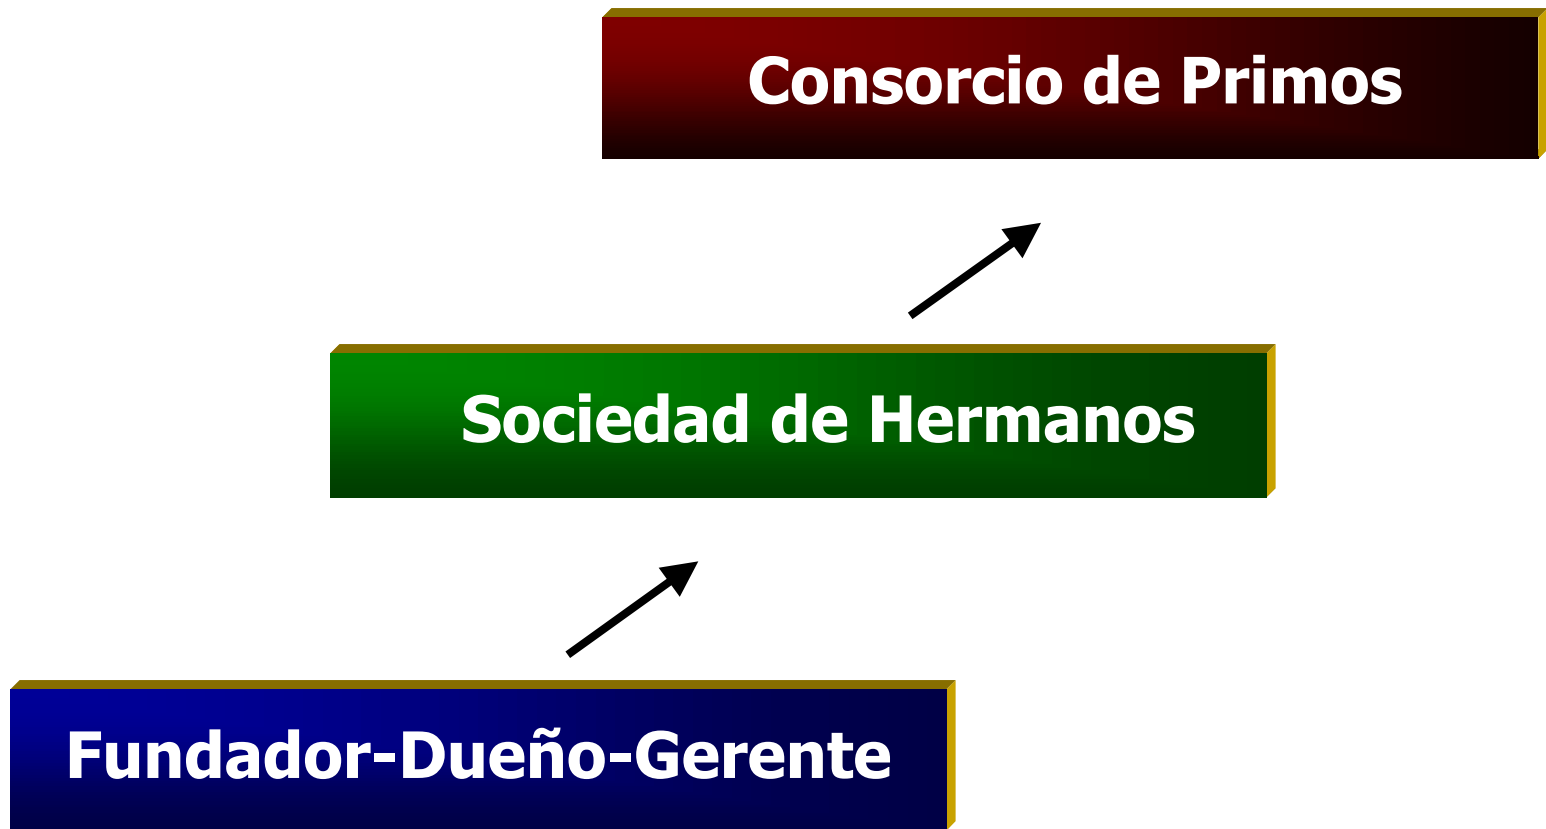 Consorcio de Primos
Sociedad de Hermanos
Fundador-Dueño-Gerente